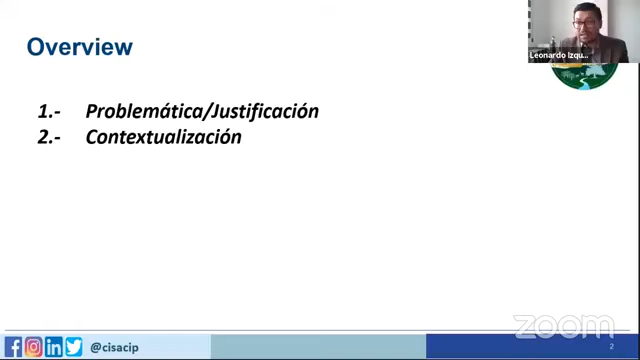 Overview
Leonardo Izqu...
1.- Problemática/Justificación
2.- Contextualización
@cisacip
zoom
2